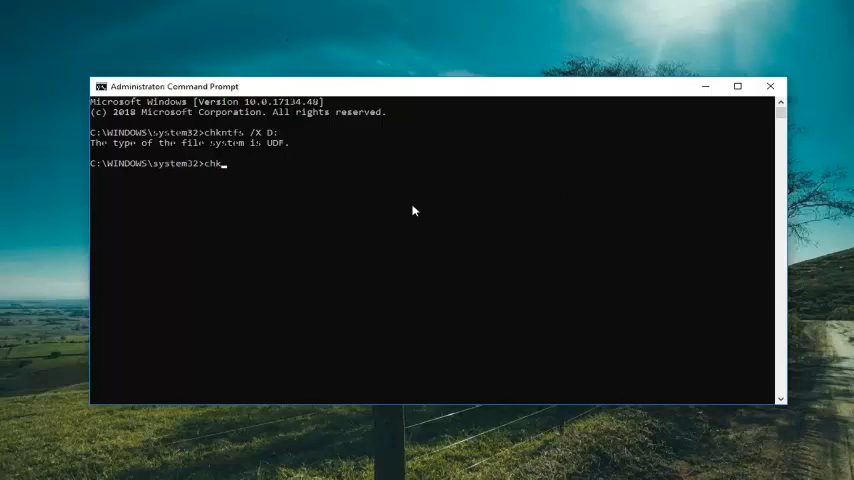 Administrator: Command Prompt
Microsoft Windows [Version 10.0.17134.48]
(c) 2018 Microsoft Corporation. All rights reserved.
C:\WINDOWS\system32>chkntfs /X D:
The type of the file system is UDF.
C:\WINDOWS\system32>chk_